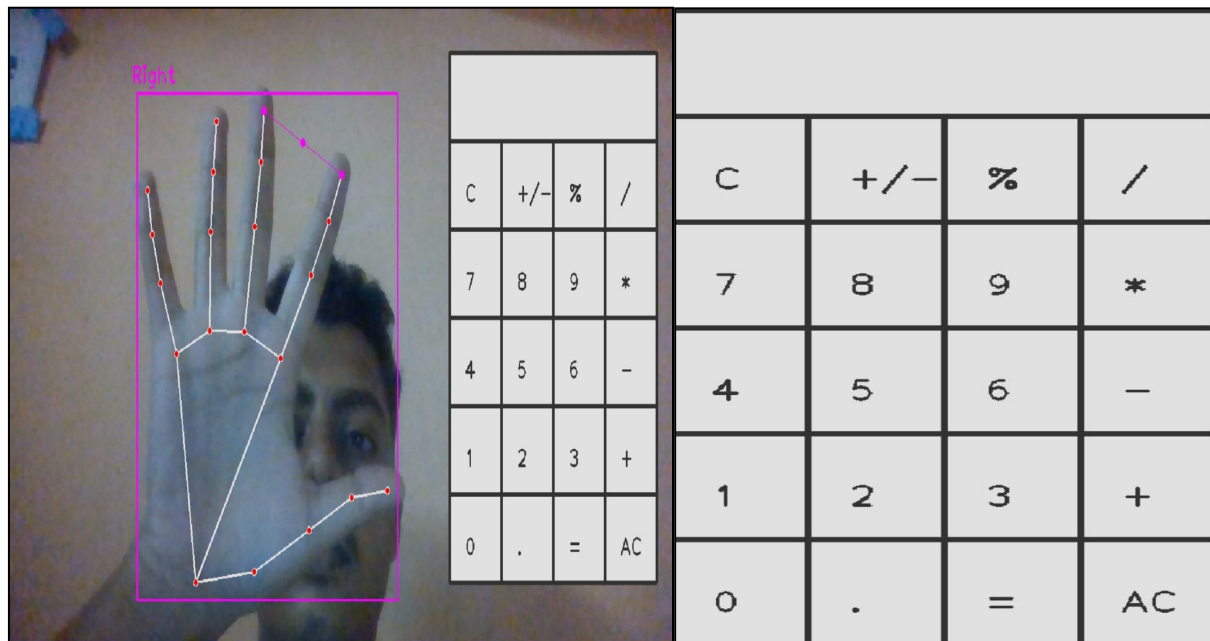 Right
C +/- % /
7 8 9 *
4 5 6 -
1 2 3 +
0 . = AC
C +/- % /
7 8 9 *
4 5 6 -
1 2 3 +
0 . = AC